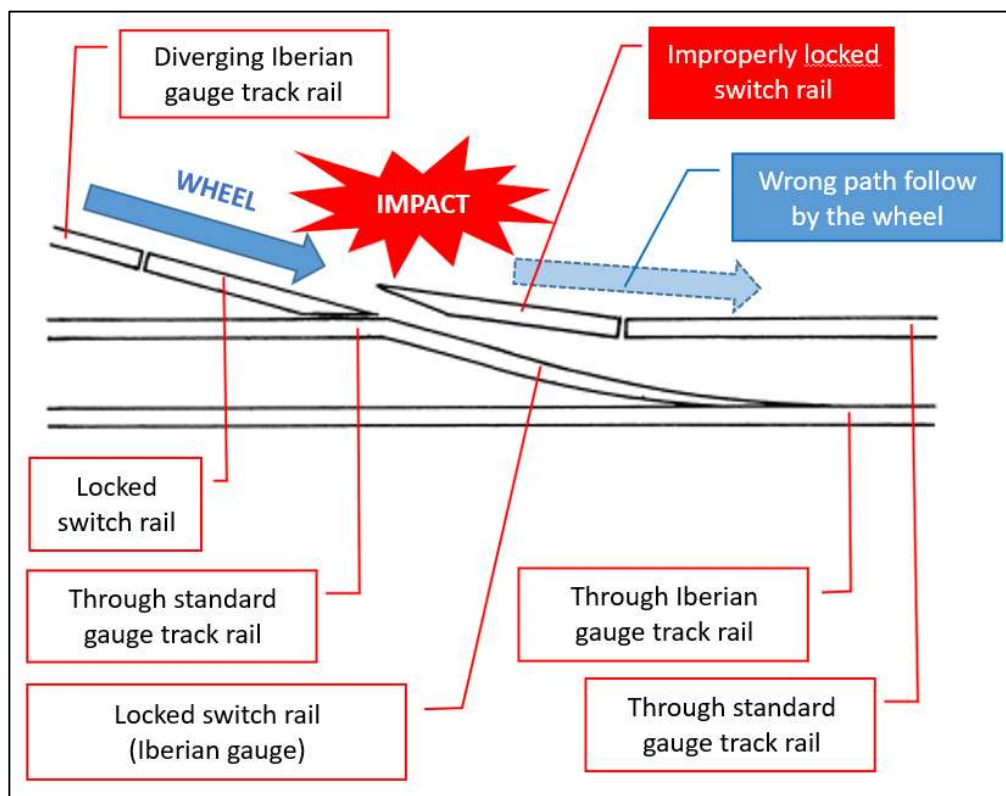 Diverging Iberian
gauge track rail
Improperly locked
switch rail
WHEEL
IMPACT
Wrong path follow
by the wheel
Locked
switch rail
Through standard
gauge track rail
Through Iberian
gauge track rail
Locked switch rail
(Iberian gauge)
Through standard
gauge track rail